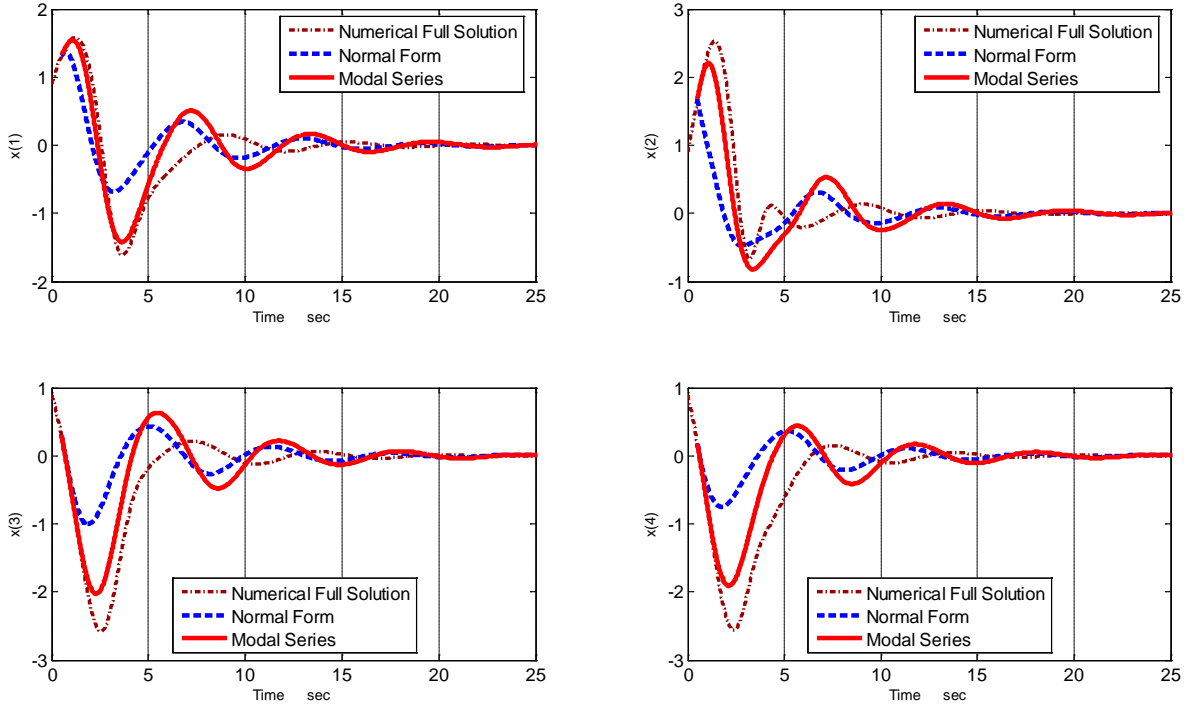 2
1
0
-1
-2
x(1)
0 5 10 15 20 25
Time sec
Numerical Full Solution
Normal Form
Modal Series
3
2
1
0
-1
x(2)
0 5 10 15 20 25
Time sec
Numerical Full Solution
Normal Form
Modal Series
1
0
-1
-2
-3
x(3)
0 5 10 15 20 25
Time sec
Numerical Full Solution
Normal Form
Modal Series
1
0
-1
-2
-3
x(4)
0 5 10 15 20 25
Time sec
Numerical Full Solution
Normal Form
Modal Series